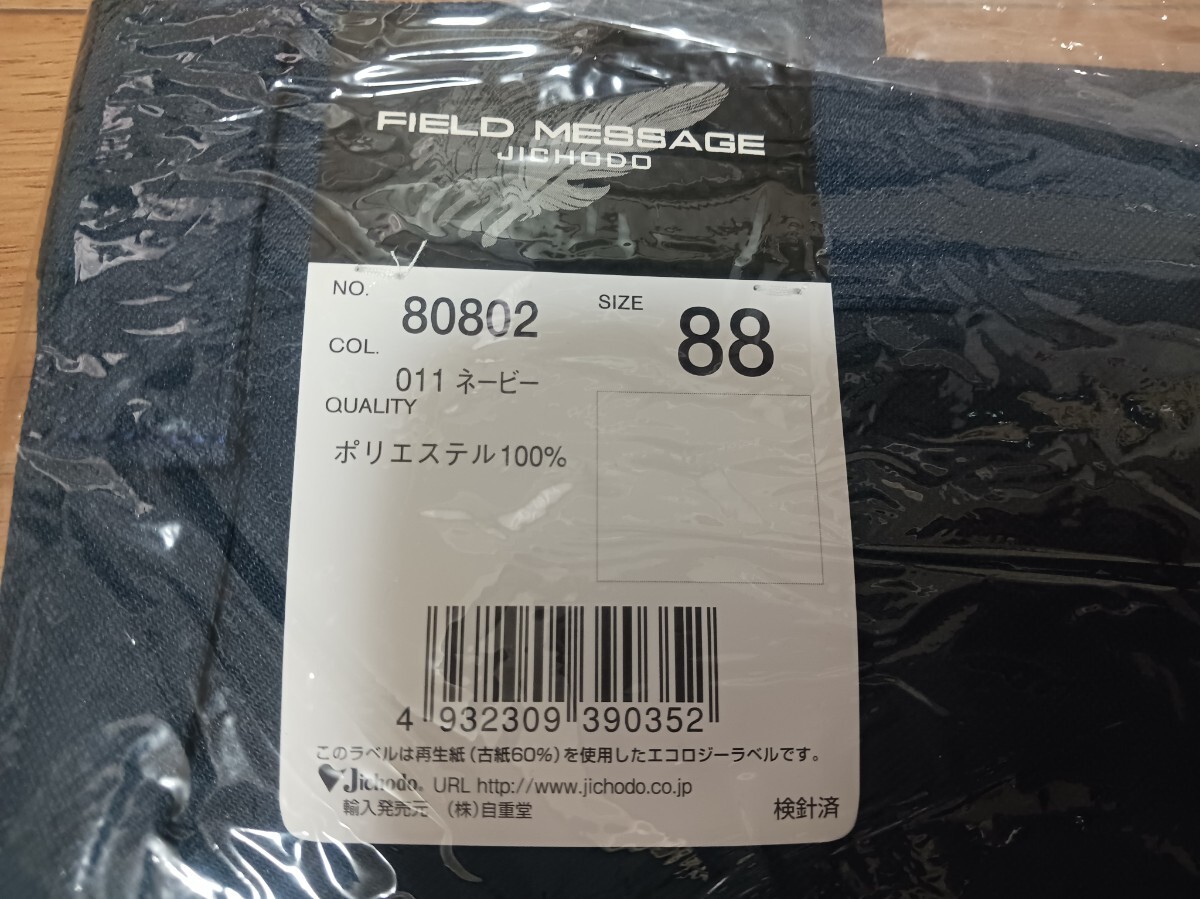 FIELD MESSAGE
JICHODO
NO.
80802
SIZE
88
COL.
011 ネービー
QUALITY
ポリエステル100%
4 932309 390352
このラベルは再生紙(古紙60%)を使用したエコロジーラベルです。
Jichodo® URL http://www.jichodo.co.jp
輸入発売元 (株)自重堂
検針済